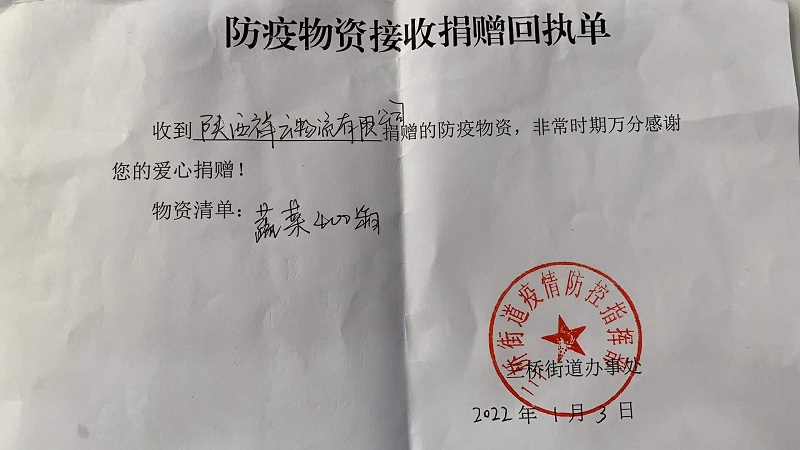 防疫物资接收捐赠回执单
收到陕西祥云物流有限公司捐赠的防疫物资，非常时期万分感谢
您的爱心捐赠！
物资清单：蔬菜400箱
三桥街道疫情防控指挥部
三桥街道办事处
2022年1月3日